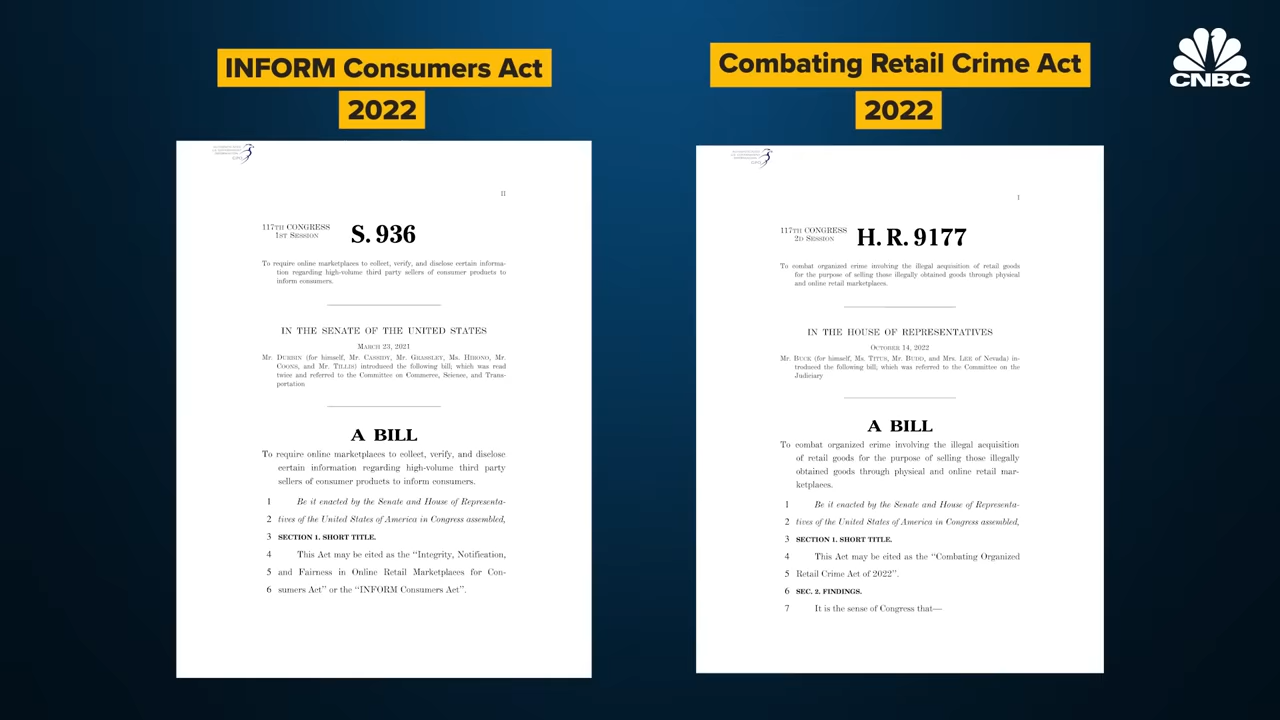 INFORM Consumers Act
2022
II
117TH CONGRESS
1ST SESSION
S. 936
To require online marketplaces to collect, verify, and disclose certain informa-
tion regarding high-volume third party sellers of consumer products to
inform consumers.
IN THE SENATE OF THE UNITED STATES
MARCH 23, 2021
Mr. DURBIN (for himself, Mr. CASSIDY, Mr. GRASSLEY, Ms. HIRONO, Mr.
COONS, and Mr. TILLIS) introduced the following bill; which was read
twice and referred to the Committee on Commerce, Science, and Trans-
portation
A BILL
To require online marketplaces to collect, verify, and disclose
certain information regarding high-volume third party
sellers of consumer products to inform consumers.
1 Be it enacted by the Senate and House of Representa-
2 tives of the United States of America in Congress assembled,
3 SECTION 1. SHORT TITLE.
4 This Act may be cited as the “Integrity, Notification,
5 and Fairness in Online Retail Marketplaces for Con-
6 sumers Act” or the “INFORM Consumers Act”.
Combating Retail Crime Act
2022
I
117TH CONGRESS
2D SESSION
H. R. 9177
To combat organized crime involving the illegal acquisition of retail goods
for the purpose of selling those illegally obtained goods through physical
and online retail marketplaces.
IN THE HOUSE OF REPRESENTATIVES
OCTOBER 14, 2022
Mr. BUCK (for himself, Ms. TITUS, Mr. BUDD, and Mrs. LEE of Nevada) in-
troduced the following bill; which was referred to the Committee on the
Judiciary
A BILL
To combat organized crime involving the illegal acquisition
of retail goods for the purpose of selling those illegally
obtained goods through physical and online retail mar-
ketplaces.
1 Be it enacted by the Senate and House of Representa-
2 tives of the United States of America in Congress assembled,
3 SECTION 1. SHORT TITLE.
4 This Act may be cited as the “Combating Organized
5 Retail Crime Act of 2022”.
6 SEC. 2. FINDINGS.
7 It is the sense of Congress that—
CNBC